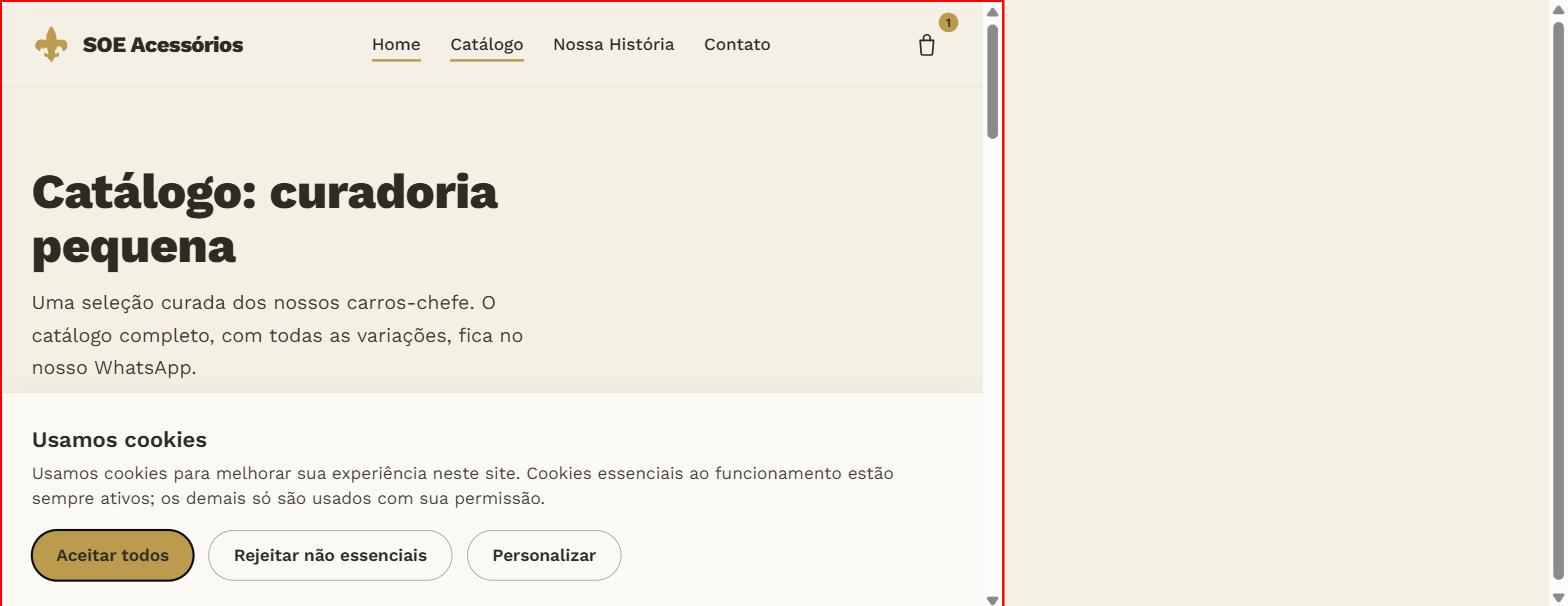 SOE Acessórios
Home
Catálogo
Nossa História
Contato
1
Catálogo: curadoria
pequena
Uma seleção curada dos nossos carros-chefe. O
catálogo completo, com todas as variações, fica no
nosso WhatsApp.
Usamos cookies
Usamos cookies para melhorar sua experiência neste site. Cookies essenciais ao funcionamento estão
sempre ativos; os demais só são usados com sua permissão.
Aceitar todos
Rejeitar não essenciais
Personalizar